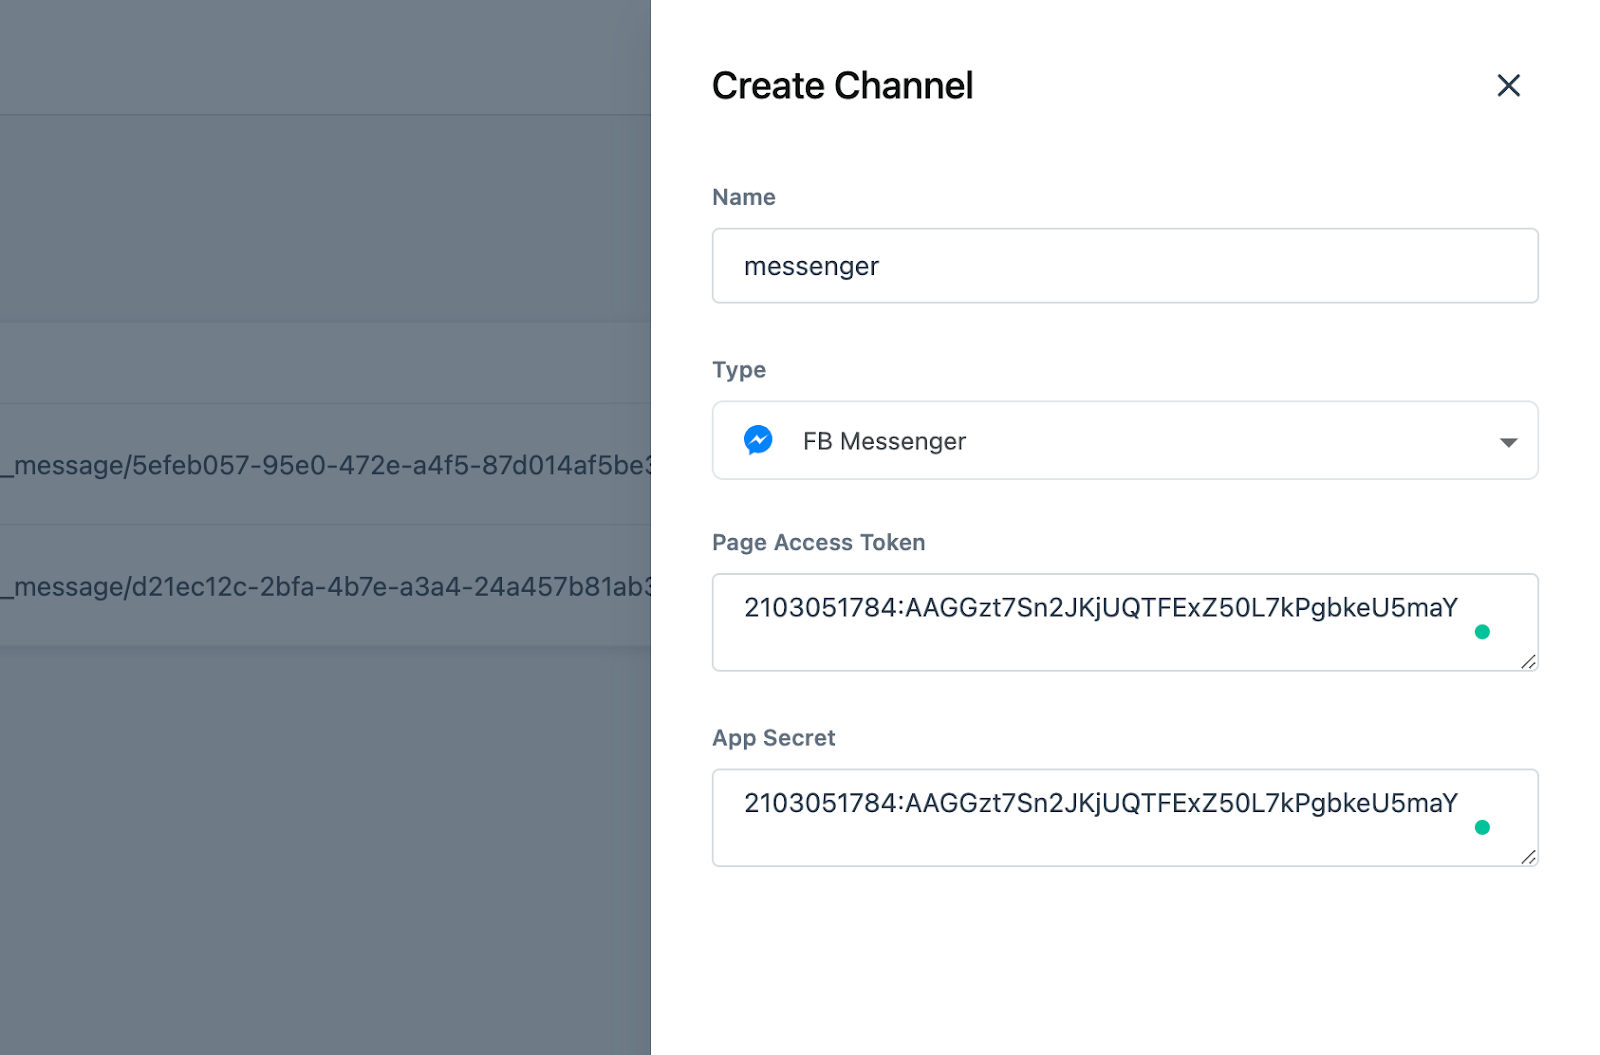 Create Channel
Name
messenger
Type
FB Messenger
Page Access Token
2103051784:AAGGzt7Sn2JKjUQTFExZ50L7kPgbkeU5maY
App Secret
2103051784:AAGGzt7Sn2JKjUQTFExZ50L7kPgbkeU5maY
_message/5efeb057-95e0-472e-a4f5-87d014af5be3
_message/d21ec12c-2bfa-4b7e-a3a4-24a457b81ab3